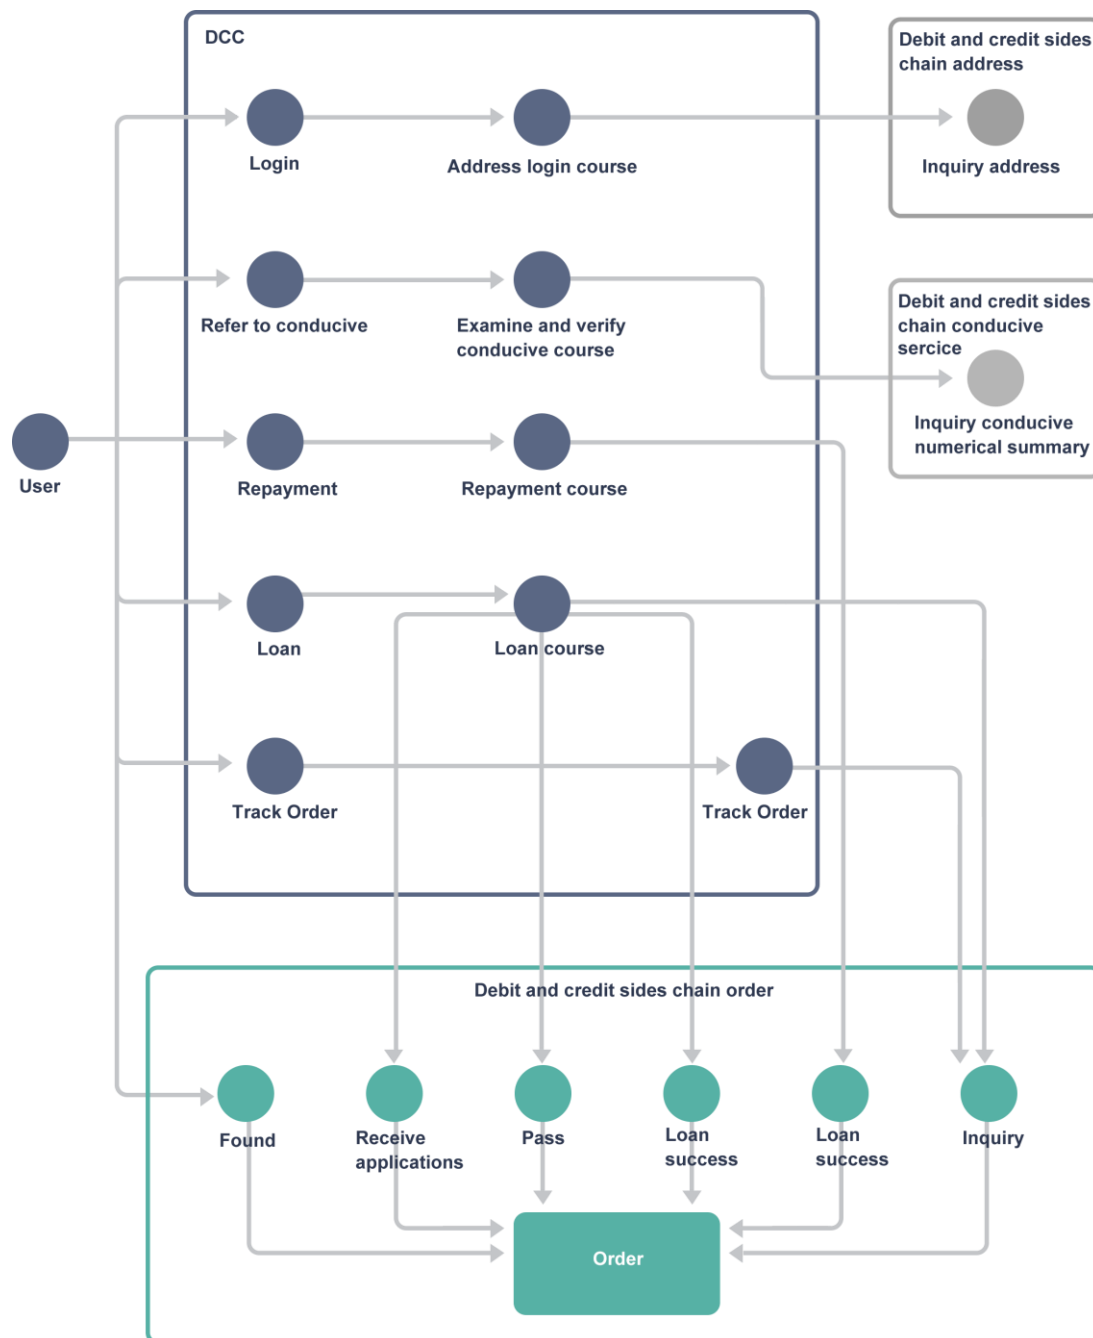 DCC
Debit and credit sides
chain address
Login
Address login course
Inquiry address
Refer to conducive
Examine and verify
conducive course
Debit and credit sides
chain conducive
sercice
Inquiry conducive
numerical summary
User
Repayment
Repayment course
Loan
Loan course
Track Order
Track Order
Debit and credit sides chain order
Found
Receive
applications
Pass
Loan
success
Loan
success
Inquiry
Order